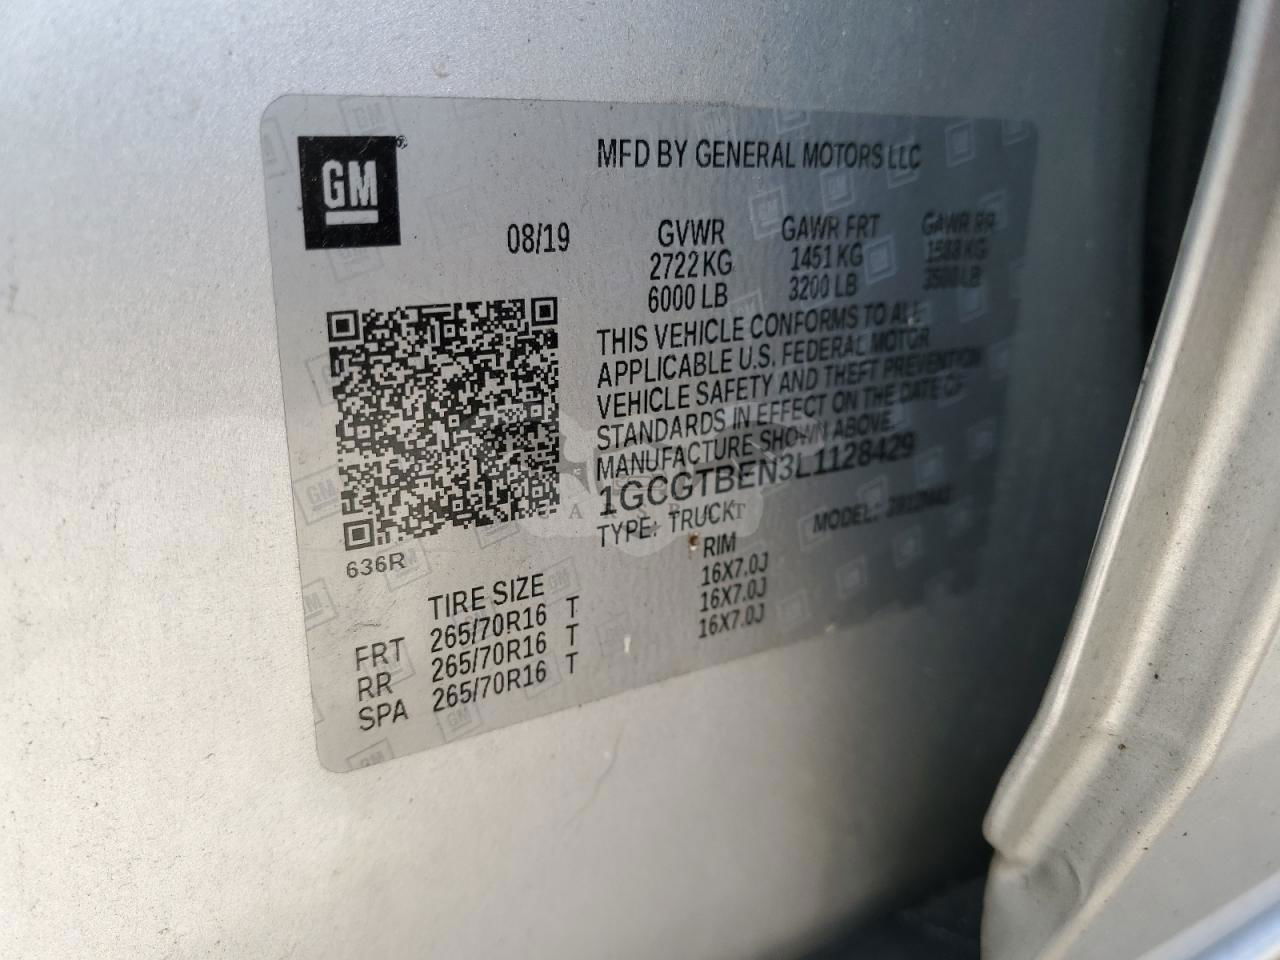 GM
MFD BY GENERAL MOTORS LLC
08/19 GVWR GAWR FRT GAWR RR
2722 KG 1451 KG 1588 KG
6000 LB 3200 LB 3500 LB
THIS VEHICLE CONFORMS TO ALL
APPLICABLE U.S. FEDERAL MOTOR
VEHICLE SAFETY AND THEFT PREVENTION
STANDARDS IN EFFECT ON THE DATE OF
MANUFACTURE SHOWN ABOVE.
1GCGTBEN3L1128429
TYPE: TRUCK MODEL:
636R
TIRE SIZE RIM
FRT 265/70R16 T 16X7.0J
RR 265/70R16 T 16X7.0J
SPA 265/70R16 T 16X7.0J